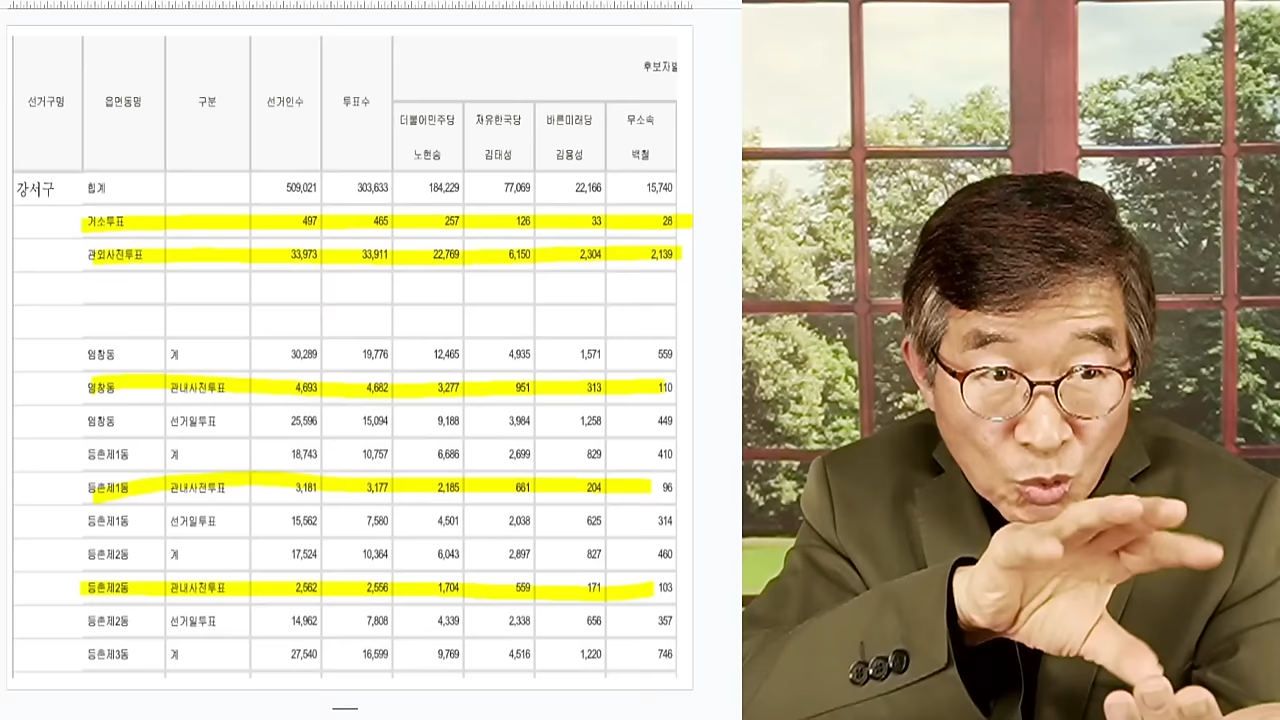 후보자별
선거구명 읍면동명 구분 선거인수 투표수
더불어민주당 자유한국당 바른미래당 무소속
노현송 김태성 김용성 백철
강서구 합계 509,021 303,633 184,229 77,069 22,166 15,740
거소투표 497 465 257 126 33 28
관외사전투표 33,973 33,911 22,769 6,150 2,304 2,139
염창동 계 30,289 19,776 12,465 4,935 1,571 559
염창동 관내사전투표 4,693 4,682 3,277 951 313 110
염창동 선거일투표 25,596 15,094 9,188 3,984 1,258 449
등촌제1동 계 18,743 10,757 6,686 2,699 829 410
등촌제1동 관내사전투표 3,181 3,177 2,185 661 204 96
등촌제1동 선거일투표 15,562 7,580 4,501 2,038 625 314
등촌제2동 계 17,524 10,364 6,043 2,897 827 460
등촌제2동 관내사전투표 2,562 2,556 1,704 559 171 103
등촌제2동 선거일투표 14,962 7,808 4,339 2,338 656 357
등촌제3동 계 27,540 16,599 9,769 4,516 1,220 746